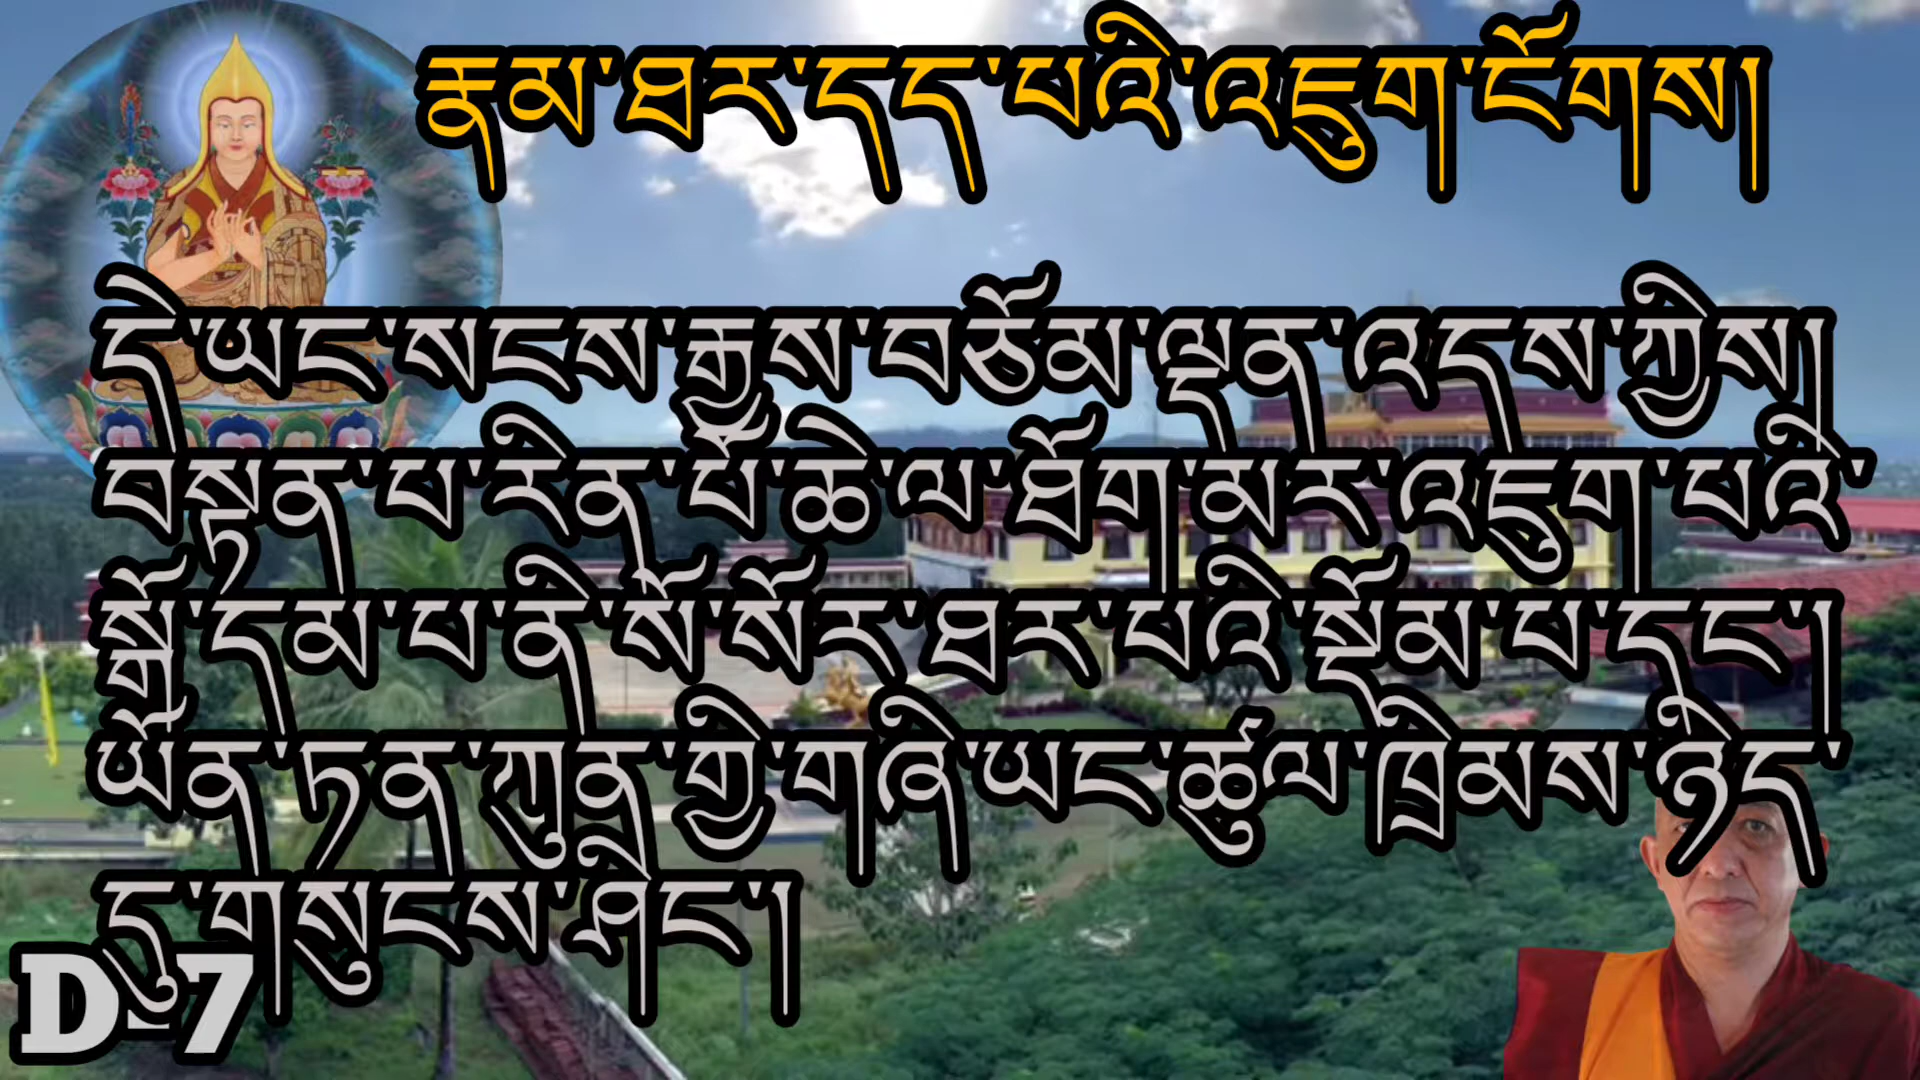 རྣམ་ཐར་དད་པའི་འཇུག་ངོགས།
དེ་ཡང་སངས་རྒྱས་བཅོམ་ལྡན་འདས་ཀྱིས།
བསྟན་པ་རིན་པོ་ཆེ་ལ་ཐོག་མར་འཇུག་པའི་
སྒོ་དམ་པ་ནི་སོ་སོར་ཐར་པའི་སྡོམ་པ་དང་།
ཡོན་ཏན་ཀུན་གྱི་གཞི་ཡང་ཚུལ་ཁྲིམས་ཉིད་
དུ་གསུངས་ཤིང་།
D-7